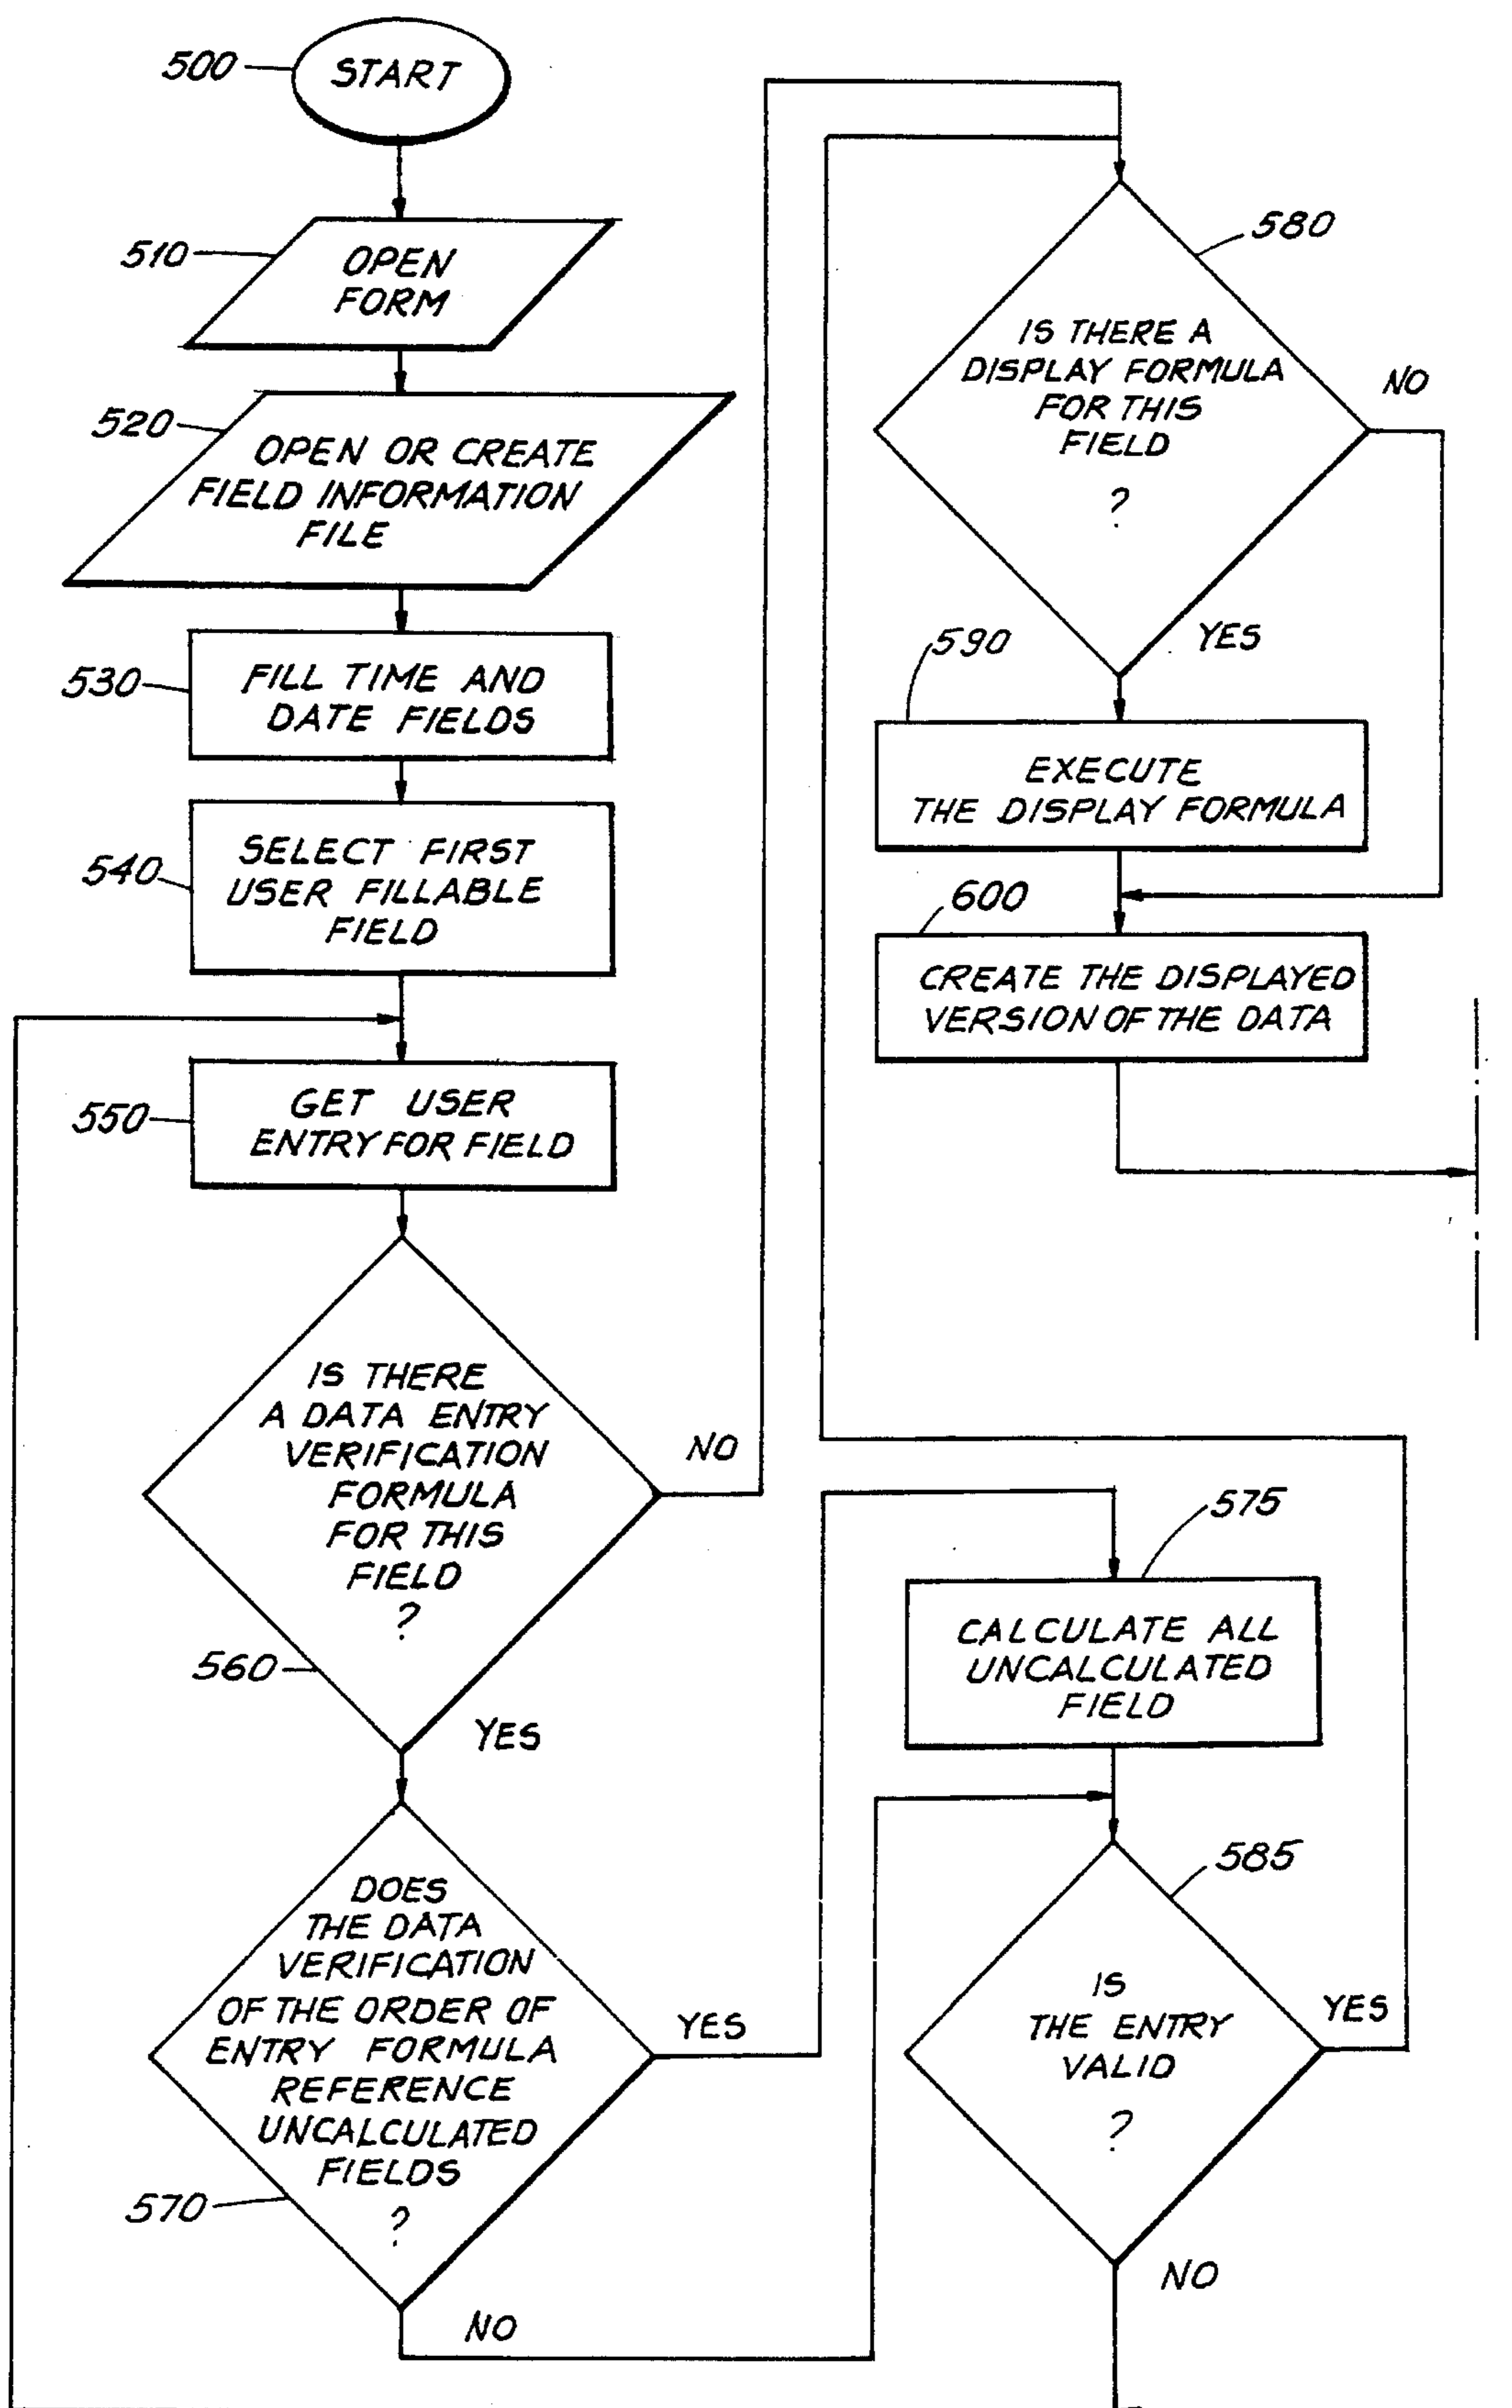 500
START
510
OPEN
FORM
520
OPEN OR CREATE
FIELD INFORMATION
FILE
530
FILL TIME AND
DATE FIELDS
540
SELECT FIRST
USER FILLABLE
FIELD
550
GET USER
ENTRY FOR FIELD
IS THERE
A DATA ENTRY
VERIFICATION
FORMULA
FOR THIS
FIELD
?
NO
560
YES
DOES
THE DATA
VERIFICATION
OF THE ORDER OF
ENTRY FORMULA
REFERENCE
UNCALCULATED
FIELDS
?
YES
570
NO
580
IS THERE A
DISPLAY FORMULA
FOR THIS
FIELD
?
NO
YES
590
EXECUTE
THE DISPLAY FORMULA
600
CREATE THE DISPLAYED
VERSION OF THE DATA
575
CALCULATE ALL
UNCALCULATED
FIELD
585
IS
THE ENTRY
VALID
?
YES
NO